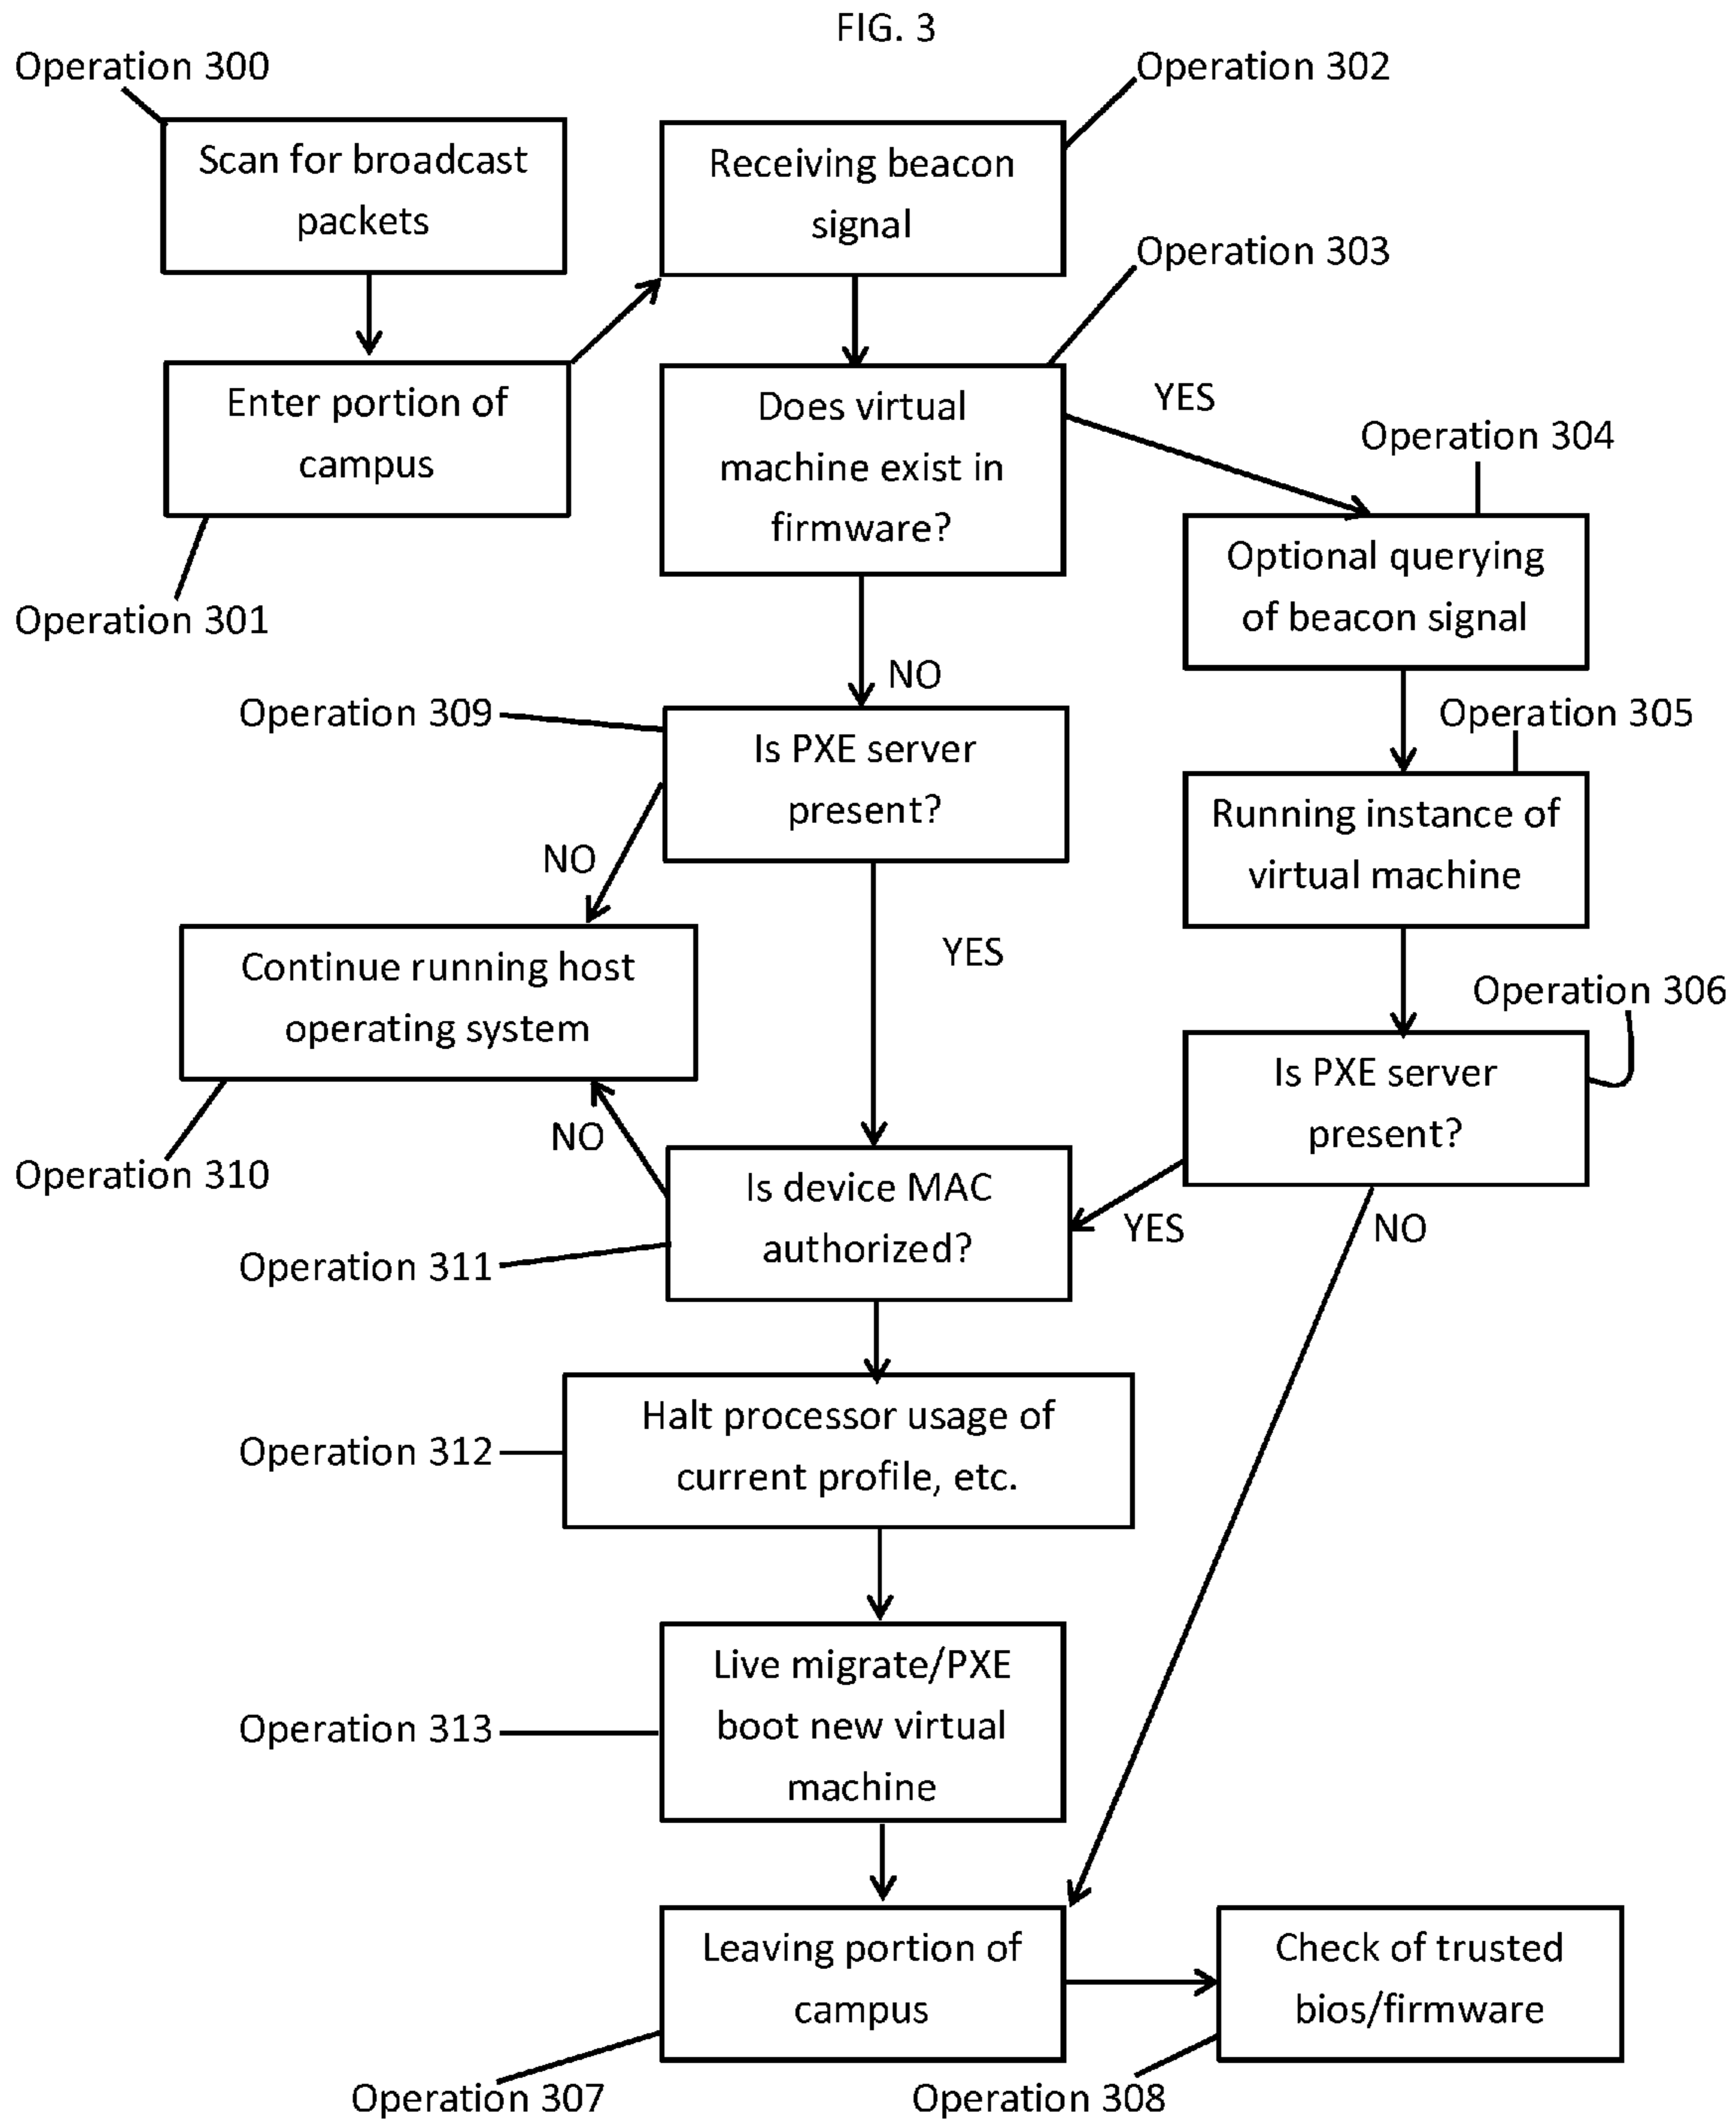 FIG. 3
Operation 300
Operation 302
Scan for broadcast
packets
Receiving beacon
signal
Operation 303
Enter portion of
campus
Operation 301
Does virtual
machine exist in
firmware?
YES
Operation 304
Optional querying
of beacon signal
NO
Operation 309
Is PXE server
present?
Operation 305
Running instance of
virtual machine
NO
Continue running host
operating system
YES
Operation 306
Is PXE server
present?
NO
Operation 310
Is device MAC
authorized?
YES
NO
Operation 311
Halt processor usage of
current profile, etc.
Operation 312
Live migrate/PXE
boot new virtual
machine
Operation 313
Leaving portion of
campus
Check of trusted
bios/firmware
Operation 307
Operation 308